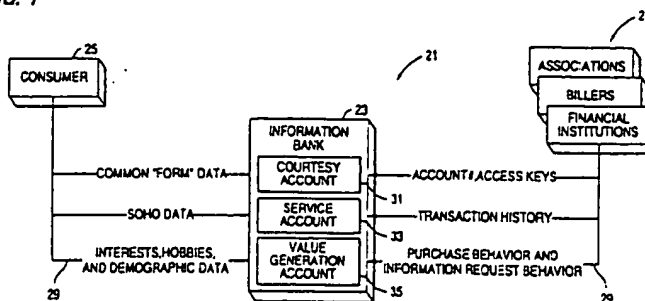 25
CONSUMER
21
ASSOCIATIONS
BILLERS
FINANCIAL
INSTITUTIONS
23
INFORMATION
BANK
COMMON "FORM" DATA
COURTESY
ACCOUNT
31
ACCOUNT#, ACCESS KEYS
SOHO DATA
SERVICE
ACCOUNT
33
TRANSACTION HISTORY
INTERESTS, HOBBIES,
AND DEMOGRAPHIC DATA
VALUE
GENERATION
ACCOUNT
35
PURCHASE BEHAVIOR AND
INFORMATION REQUEST BEHAVIOR
29
29